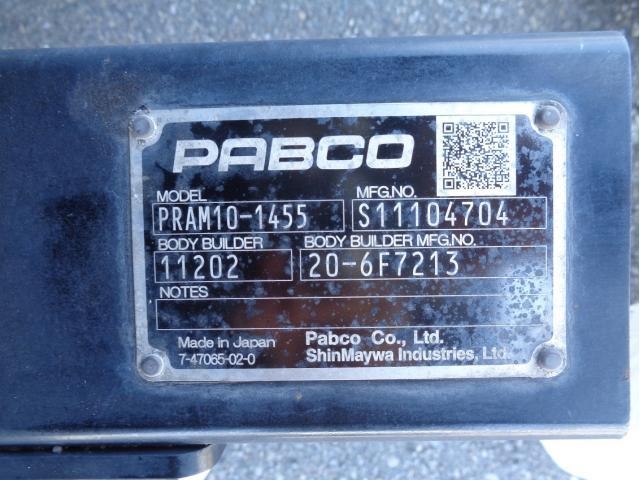 PABCO
MODEL MFG.NO.
PRAM10-1455 S11104704
BODY BUILDER BODY BUILDER MFG.NO.
11202 20-6F7213
NOTES
Made in Japan Pabco Co., Ltd.
7-47065-02-0 ShinMaywa Industries, Ltd.